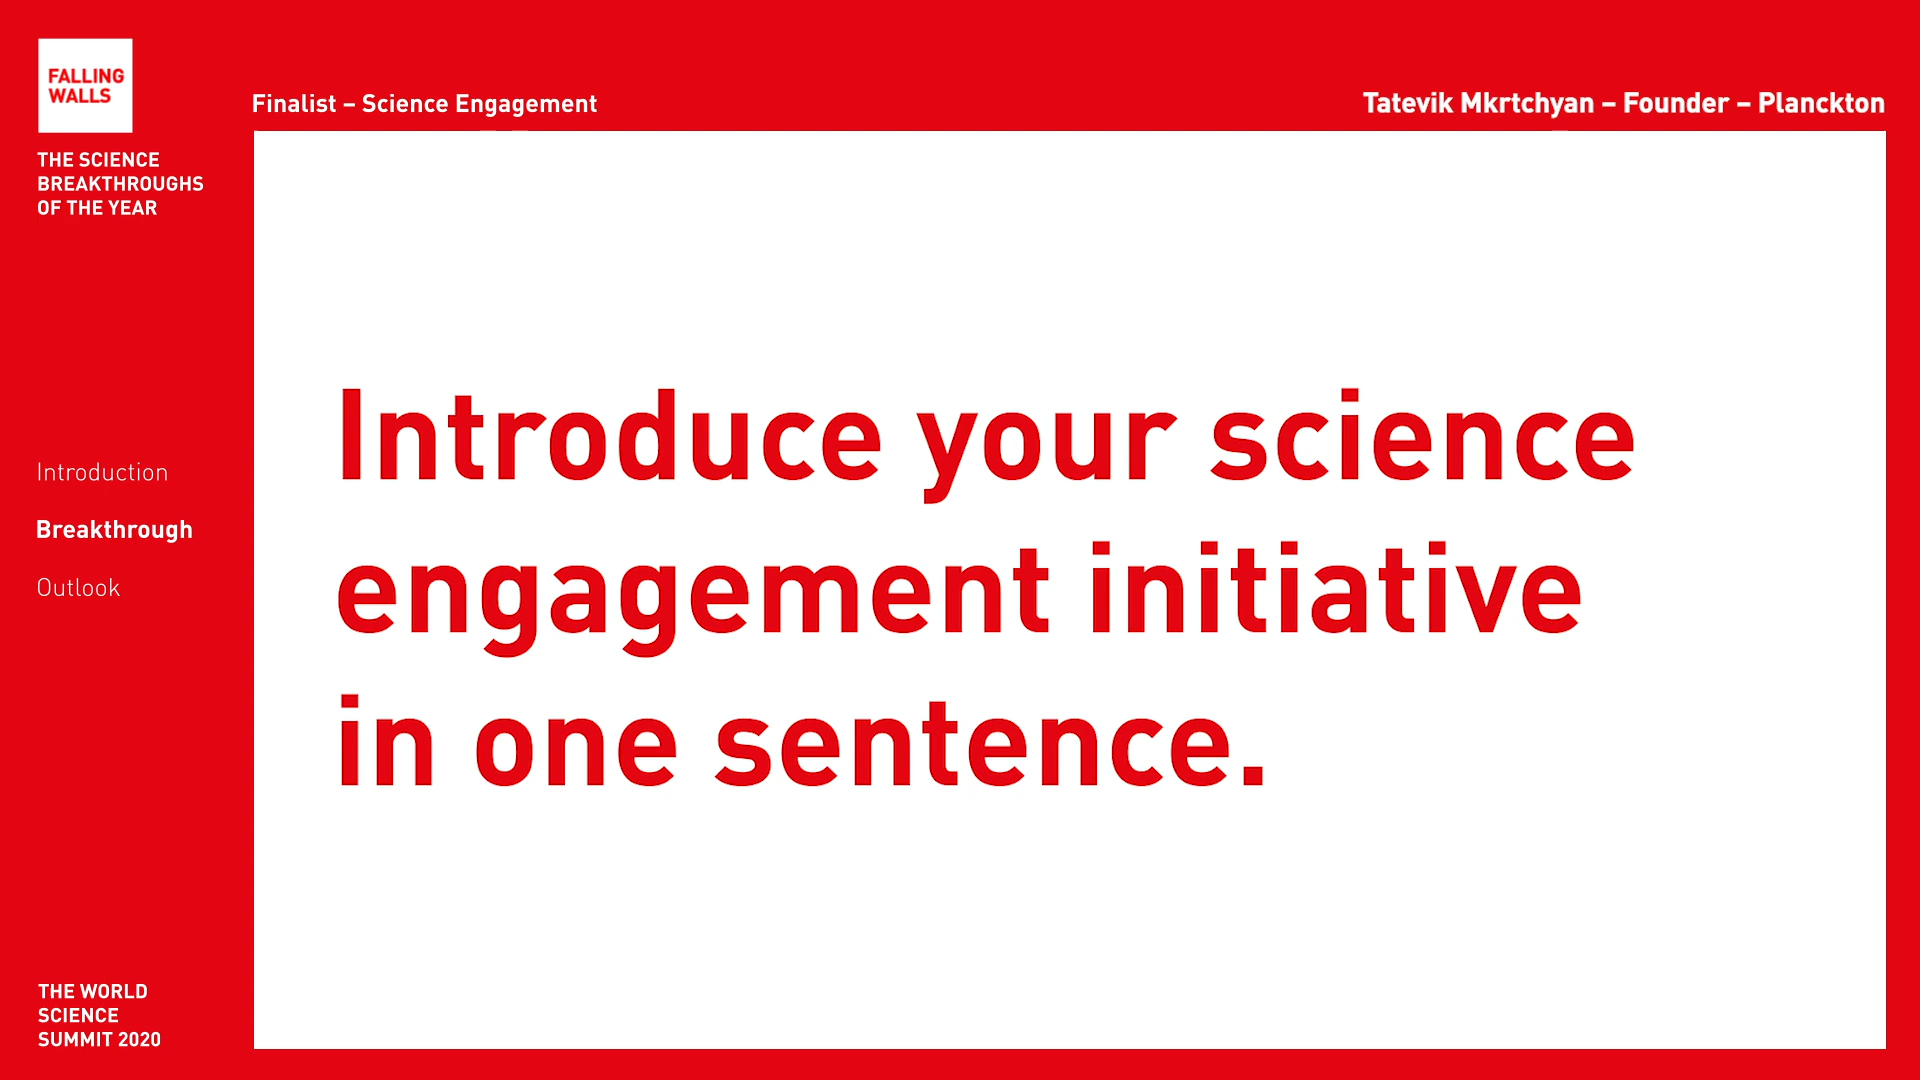 FALLING
WALLS
THE SCIENCE
BREAKTHROUGHS
OF THE YEAR
Finalist – Science Engagement
Tatevik Mkrtchyan – Founder – Planckton
Introduction
Breakthrough
Outlook
Introduce your science
engagement initiative
in one sentence.
THE WORLD
SCIENCE
SUMMIT 2020